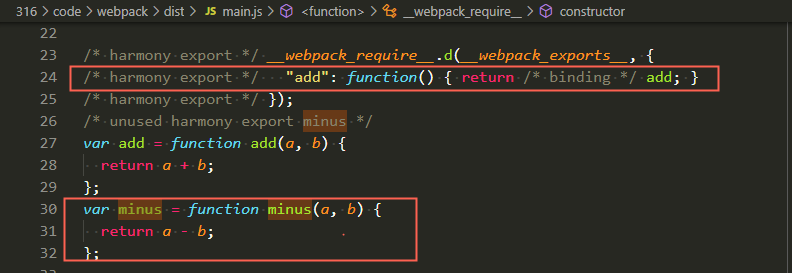 316 > code > webpack > dist > JS main.js > <function> > __webpack_require__ > constructor
22
23 /* harmony export */ __webpack_require__.d(__webpack_exports__, {
24 /* harmony export */   "add": function() { return /* binding */ add; }
25 /* harmony export */ });
26 /* unused harmony export minus */
27 var add = function add(a, b) {
28   return a + b;
29 };
30 var minus = function minus(a, b) {
31   return a - b;
32 };